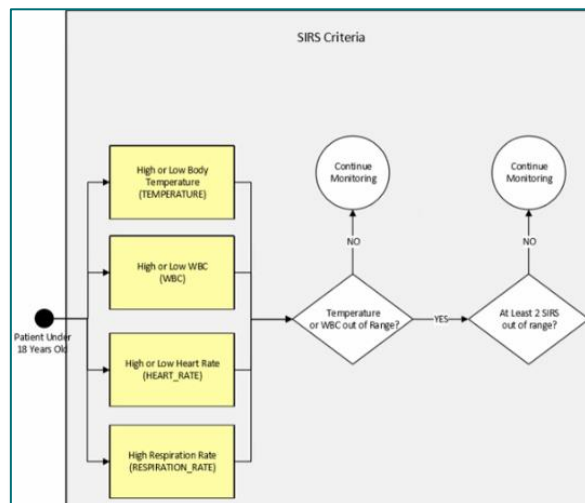 SIRS Criteria
High or Low Body
Temperature
(TEMPERATURE)
Continue
Monitoring
Continue
Monitoring
High or Low WBC
(WBC)
NO
NO
Patient Under
18 Years Old
Temperature
or WBC out of Range?
YES
At Least 2 SIRS
out of range?
High or Low Heart Rate
(HEART_RATE)
High Respiration Rate
(RESPIRATION_RATE)